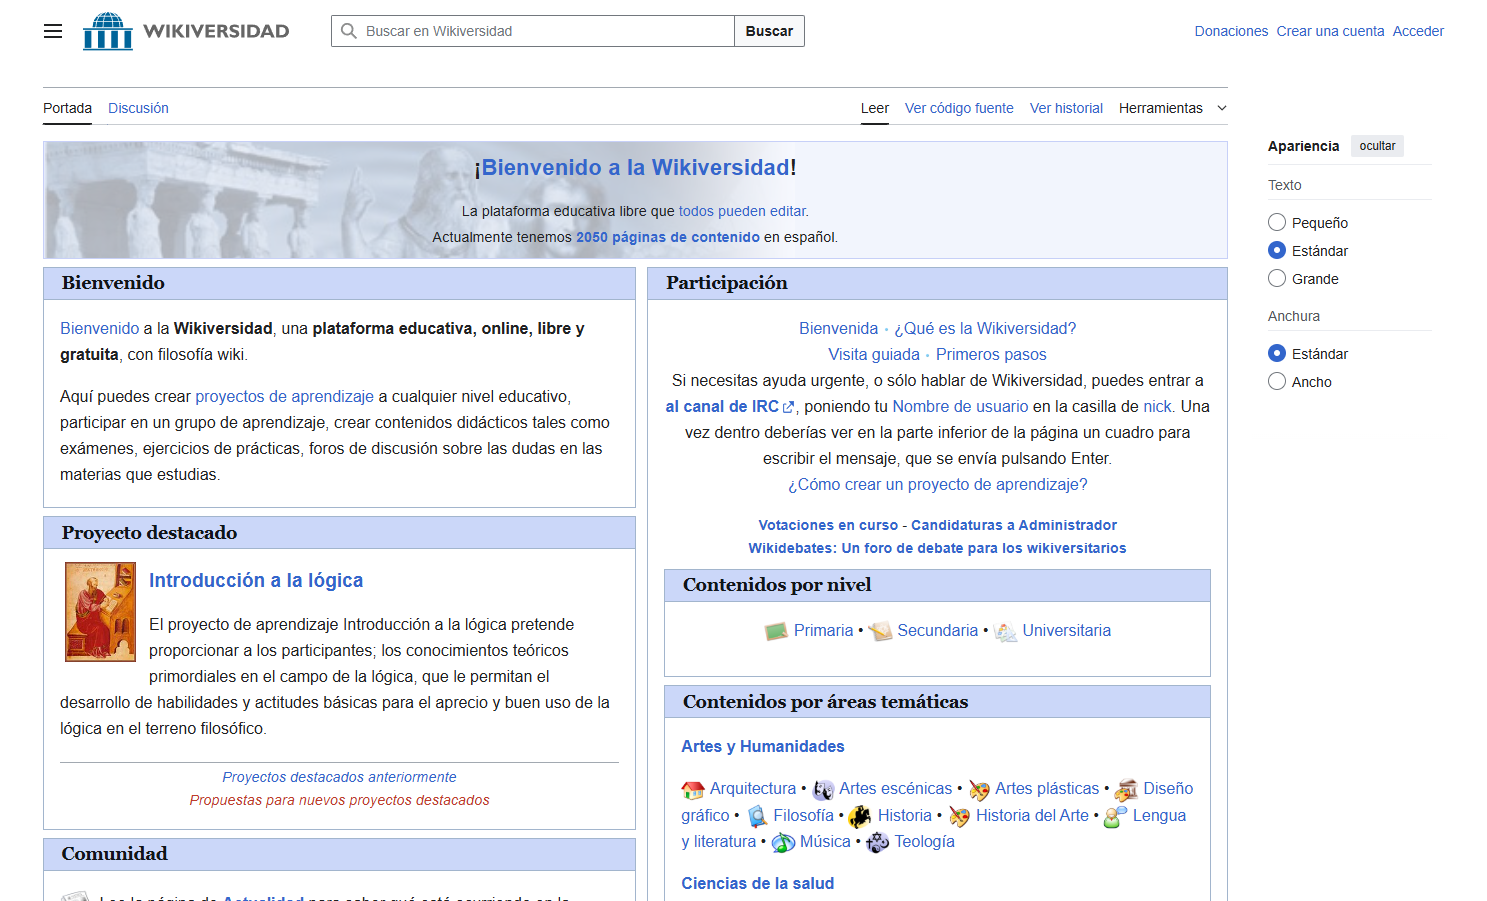 WIKIVERSIDAD
Buscar en Wikiversidad
Buscar
Donaciones Crear una cuenta Acceder
Portada Discusión
Leer Ver código fuente Ver historial Herramientas
¡Bienvenido a la Wikiversidad!
La plataforma educativa libre que todos pueden editar.
Actualmente tenemos 2050 páginas de contenido en español.
Bienvenido
Bienvenido a la Wikiversidad, una plataforma educativa, online, libre y
gratuita, con filosofía wiki.
Aquí puedes crear proyectos de aprendizaje a cualquier nivel educativo,
participar en un grupo de aprendizaje, crear contenidos didácticos tales como
exámenes, ejercicios de prácticas, foros de discusión sobre las dudas en las
materias que estudias.
Proyecto destacado
Introducción a la lógica
El proyecto de aprendizaje Introducción a la lógica pretende
proporcionar a los participantes; los conocimientos teóricos
primordiales en el campo de la lógica, que le permitan el
desarrollo de habilidades y actitudes básicas para el aprecio y buen uso de la
lógica en el terreno filosófico.
Proyectos destacados anteriormente
Propuestas para nuevos proyectos destacados
Comunidad
Lee la página de Actualidad para saber qué está ocurriendo en la
Participación
Bienvenida • ¿Qué es la Wikiversidad?
Visita guiada • Primeros pasos
Si necesitas ayuda urgente, o sólo hablar de Wikiversidad, puedes entrar a
al canal de IRC, poniendo tu Nombre de usuario en la casilla de nick. Una
vez dentro deberías ver en la parte inferior de la página un cuadro para
escribir el mensaje, que se envía pulsando Enter.
¿Cómo crear un proyecto de aprendizaje?
Votaciones en curso - Candidaturas a Administrador
Wikidebates: Un foro de debate para los wikiversitarios
Contenidos por nivel
Primaria • Secundaria • Universitaria
Contenidos por áreas temáticas
Artes y Humanidades
Arquitectura • Artes escénicas • Artes plásticas • Diseño
gráfico • Filosofía • Historia • Historia del Arte • Lengua
y literatura • Música • Teología
Ciencias de la salud
Apariencia ocultar
Texto
Pequeño
Estándar
Grande
Anchura
Estándar
Ancho